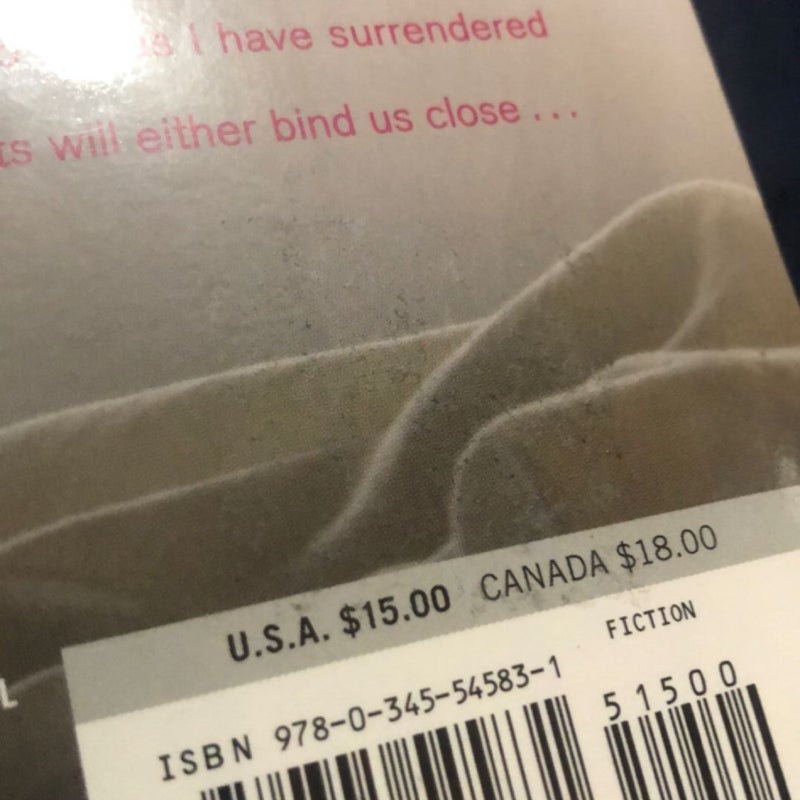 I have surrendered
will either bind us close...
U.S.A. $15.00 CANADA $18.00
FICTION
ISBN 978-0-345-54583-1
51500
L